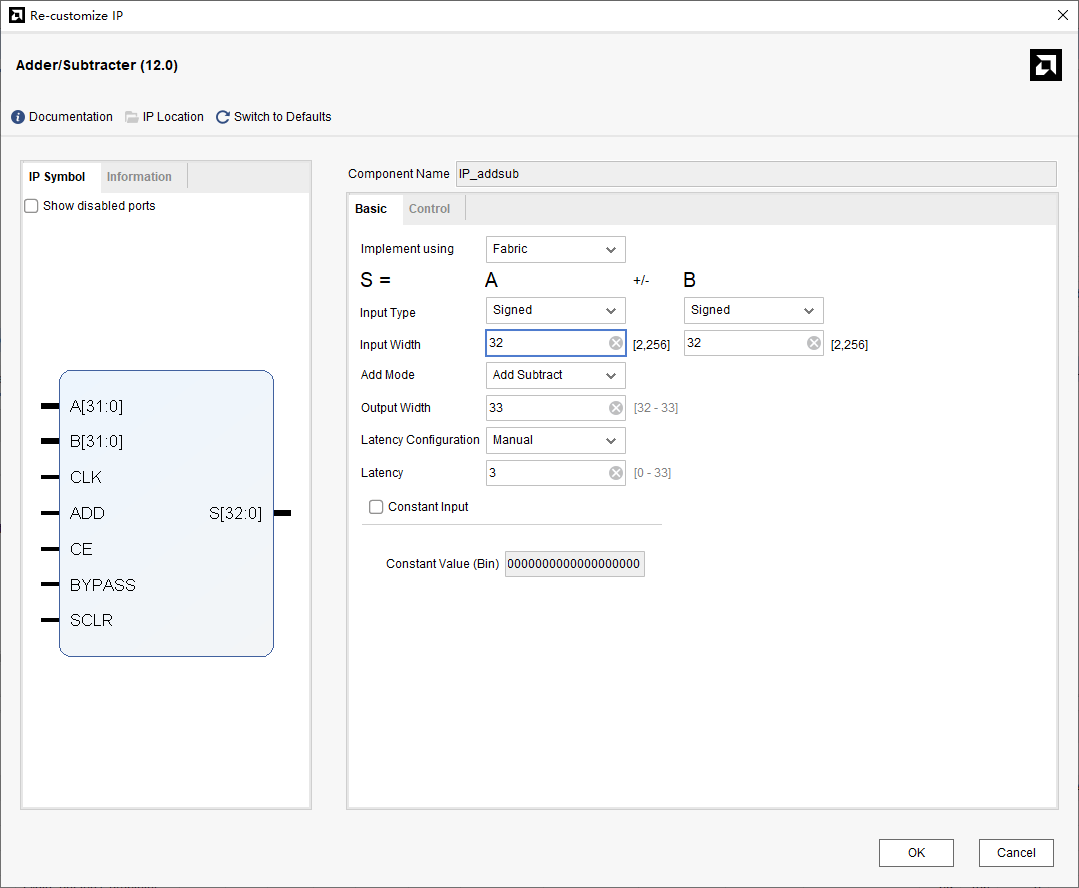 Re-customize IP
Adder/Subtracter (12.0)
Documentation IP Location Switch to Defaults
IP Symbol Information
Show disabled ports
A[31:0]
B[31:0]
CLK
ADD S[32:0]
CE
BYPASS
SCLR
Component Name IP_addsub
Basic Control
Implement using Fabric
S = A +/- B
Input Type Signed Signed
Input Width 32 [2,256] 32 [2,256]
Add Mode Add Subtract
Output Width 33 [32 - 33]
Latency Configuration Manual
Latency 3 [0 - 33]
Constant Input
Constant Value (Bin) 0000000000000000000
OK Cancel